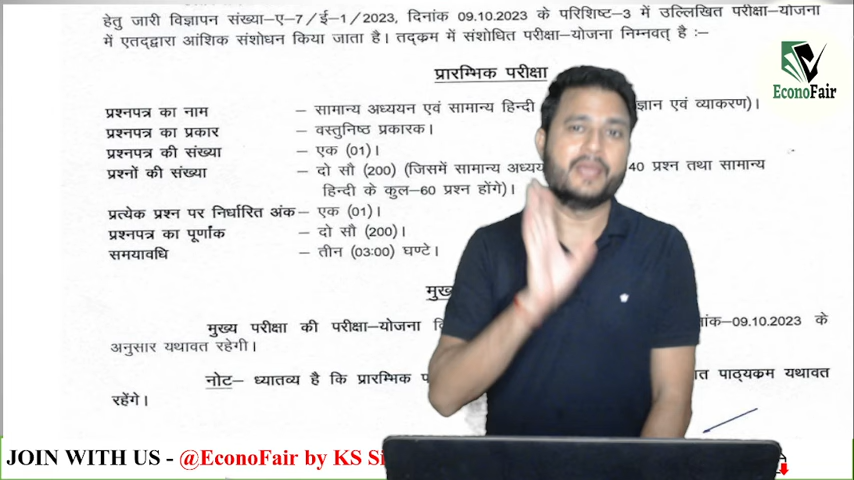 हेतु जारी विज्ञापन संख्या–ए–7/ई–1/2023, दिनांक 09.10.2023 के परिशिष्ट–3 में उल्लिखित परीक्षा–योजना
में एतद्द्वारा आंशिक संशोधन किया जाता है। तद्क्रम में संशोधित परीक्षा–योजना निम्नवत् है :–
EconoFair
प्रारम्भिक परीक्षा
प्रश्नपत्र का नाम – सामान्य अध्ययन एवं सामान्य हिन्दी ज्ञान एवं व्याकरण)।
प्रश्नपत्र का प्रकार – वस्तुनिष्ठ प्रकारक।
प्रश्नपत्र की संख्या – एक (01)।
प्रश्नों की संख्या – दो सौ (200) (जिसमें सामान्य 40 प्रश्न तथा सामान्य
हिन्दी के कुल–60 प्रश्न होंगे)।
प्रत्येक प्रश्न पर निर्धारित अंक– एक (01)।
प्रश्नपत्र का पूर्णांक – दो सौ (200)।
समयावधि – तीन (03:00) घण्टे।
मुख्य परीक्षा की परीक्षा–योजना –09.10.2023 के
अनुसार यथावत रहेगी।
नोट– ध्यातव्य है कि प्रारम्भिक पाठ्यक्रम यथावत
रहेंगे।
JOIN WITH US - @EconoFair by KS